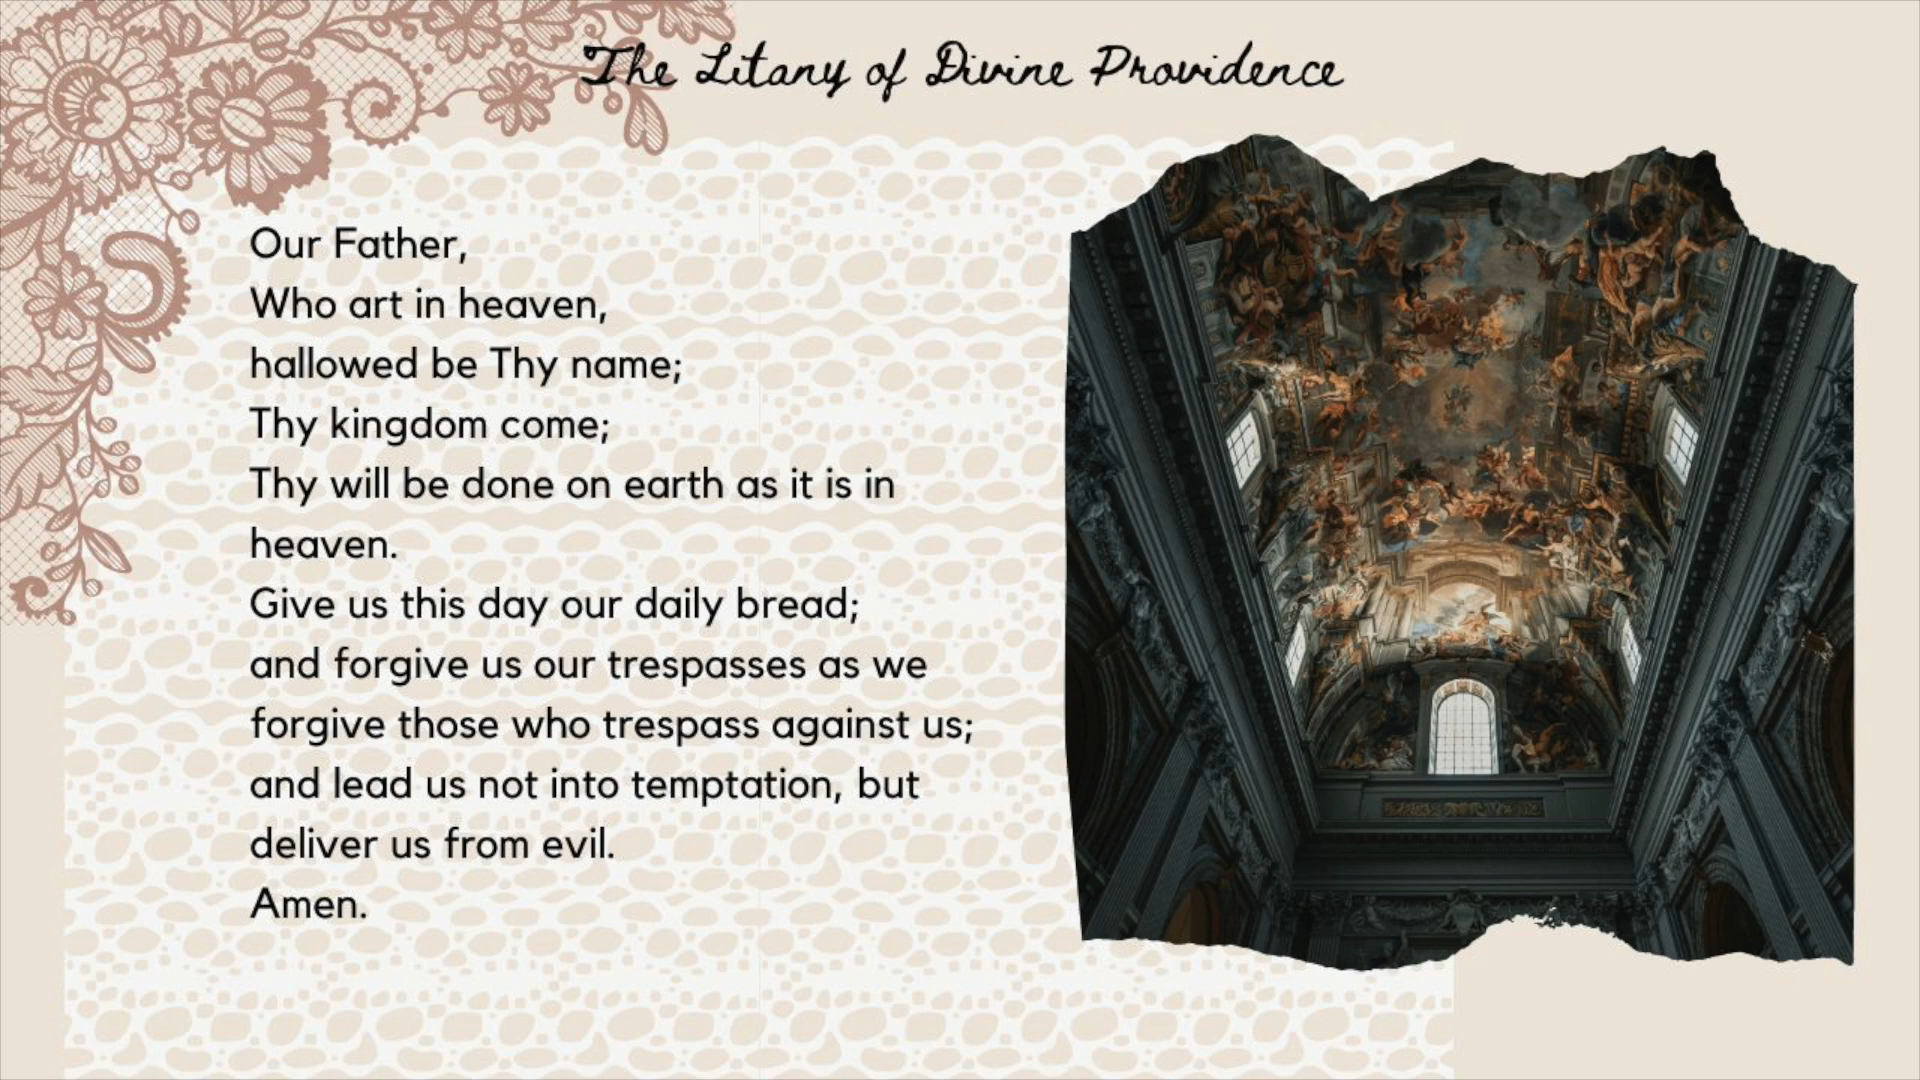 The Litany of Divine Providence
Our Father,
Who art in heaven,
hallowed be Thy name;
Thy kingdom come;
Thy will be done on earth as it is in
heaven.
Give us this day our daily bread;
and forgive us our trespasses as we
forgive those who trespass against us;
and lead us not into temptation, but
deliver us from evil.
Amen.